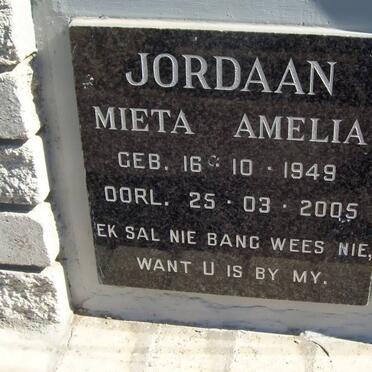 JORDAAN
MIETA AMELIA
GEB. 16 · 10 · 1949
OORL. 25 · 03 · 2005
EK SAL NIE BANG WEES NIE,
WANT U IS BY MY.